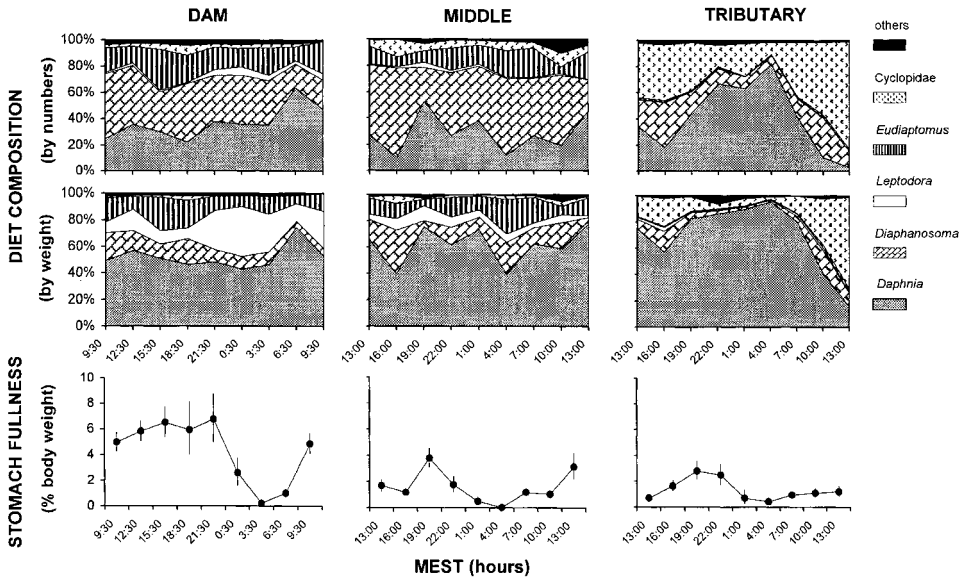 DAM MIDDLE TRIBUTARY
DIET COMPOSITION
(by numbers)
100%
80%
60%
40%
20%
0%
(by weight)
100%
80%
60%
40%
20%
0%
9:30 12:30 15:30 18:30 21:30 0:30 3:30 6:30 9:30
13:00 16:00 19:00 22:00 1:00 4:00 7:00 10:00 13:00
13:00 16:00 19:00 22:00 1:00 4:00 7:00 10:00 13:00
others
Cyclopidae
Eudiaptomus
Leptodora
Diaphanosoma
Daphnia
STOMACH FULLNESS
(% body weight)
10
8
6
4
2
0
9:30 12:30 15:30 18:30 21:30 0:30 3:30 6:30 9:30
13:00 16:00 19:00 22:00 1:00 4:00 7:00 10:00 13:00
13:00 16:00 19:00 22:00 1:00 4:00 7:00 10:00 13:00
MEST (hours)